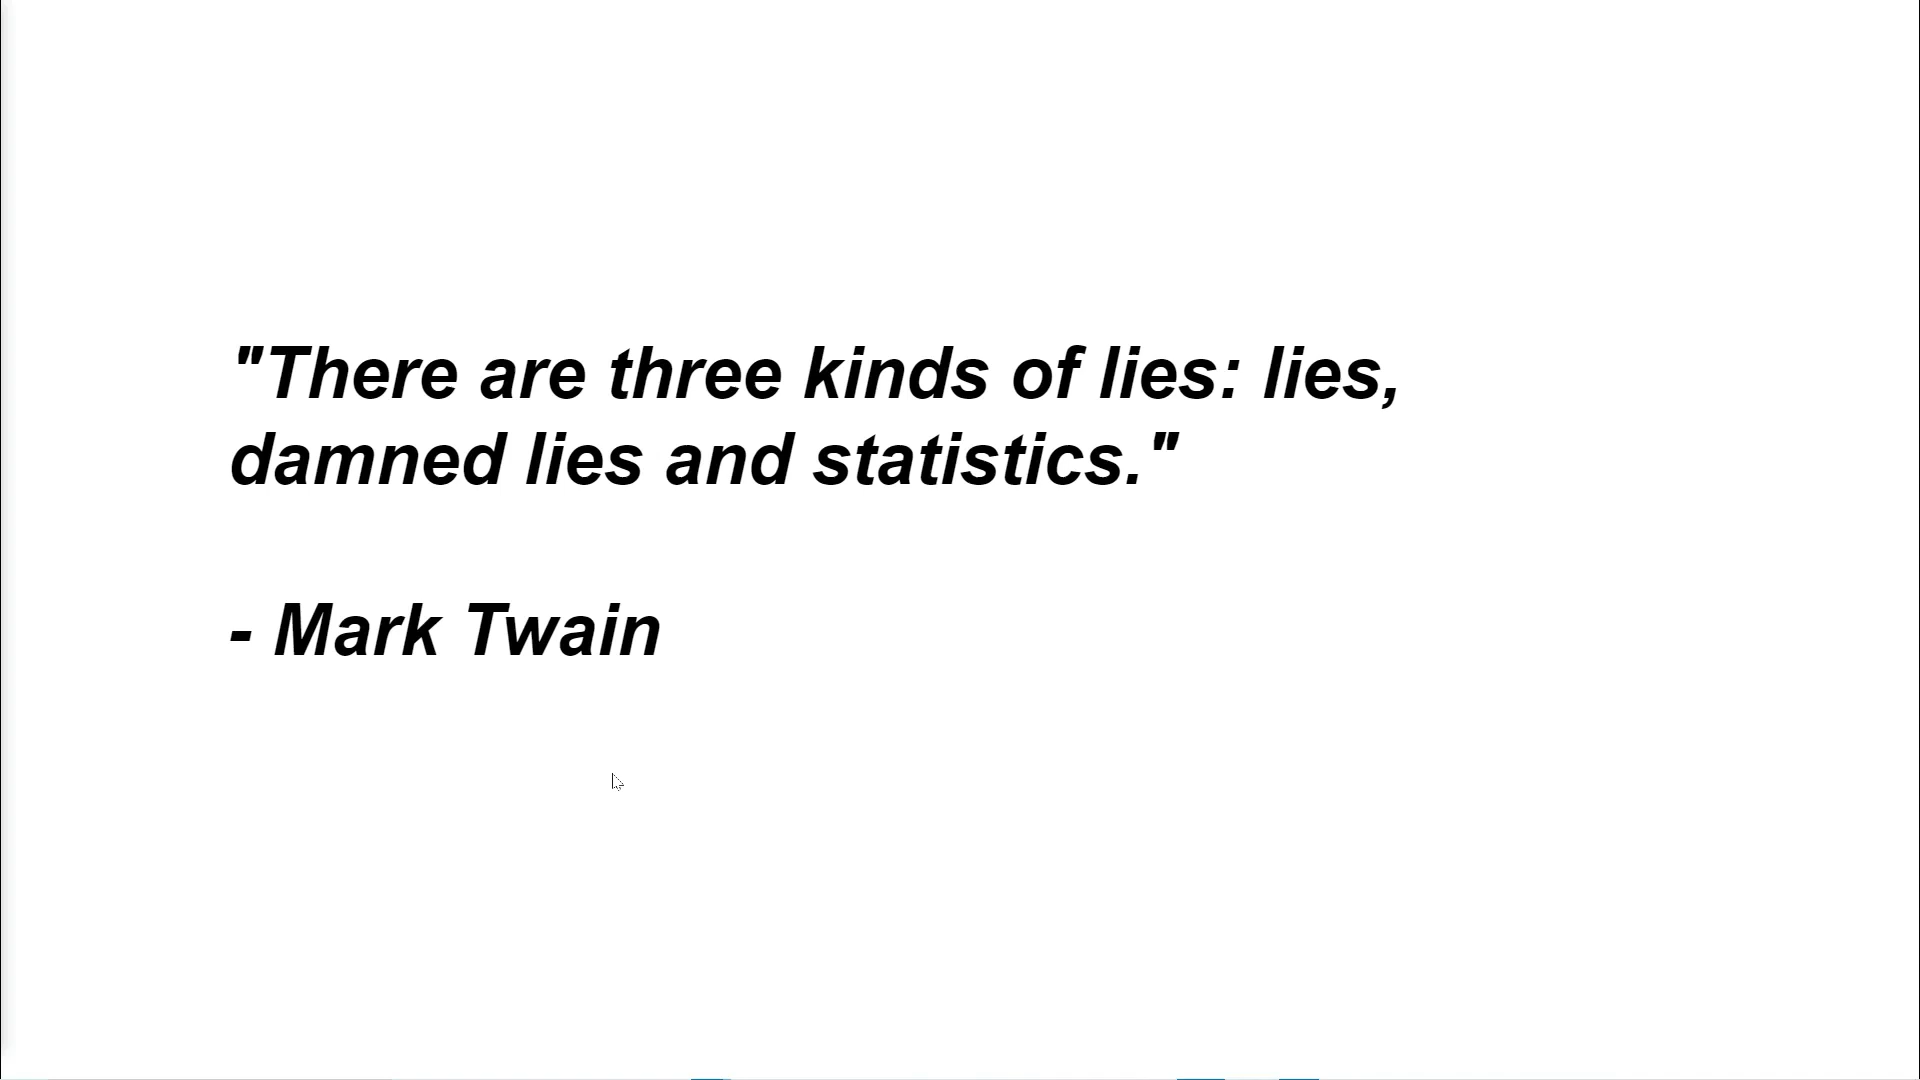 "There are three kinds of lies: lies,
damned lies and statistics."
- Mark Twain